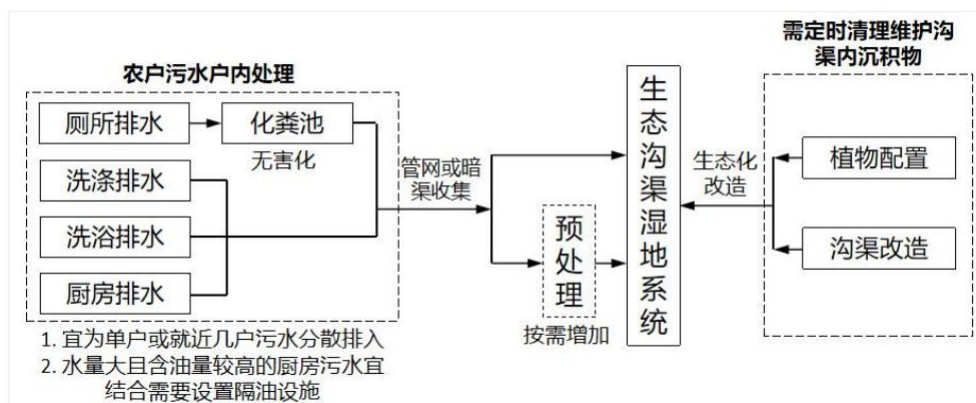 农户污水户内处理
厕所排水
化粪池
无害化
洗涤排水
洗浴排水
厨房排水
1. 宜为单户或就近几户污水分散排入
2. 水量大且含油量较高的厨房污水宜
结合需要设置隔油设施
管网或暗
渠收集
预处理
按需增加
生态沟渠湿地系统
生态化
改造
需定时清理维护沟
渠内沉积物
植物配置
沟渠改造